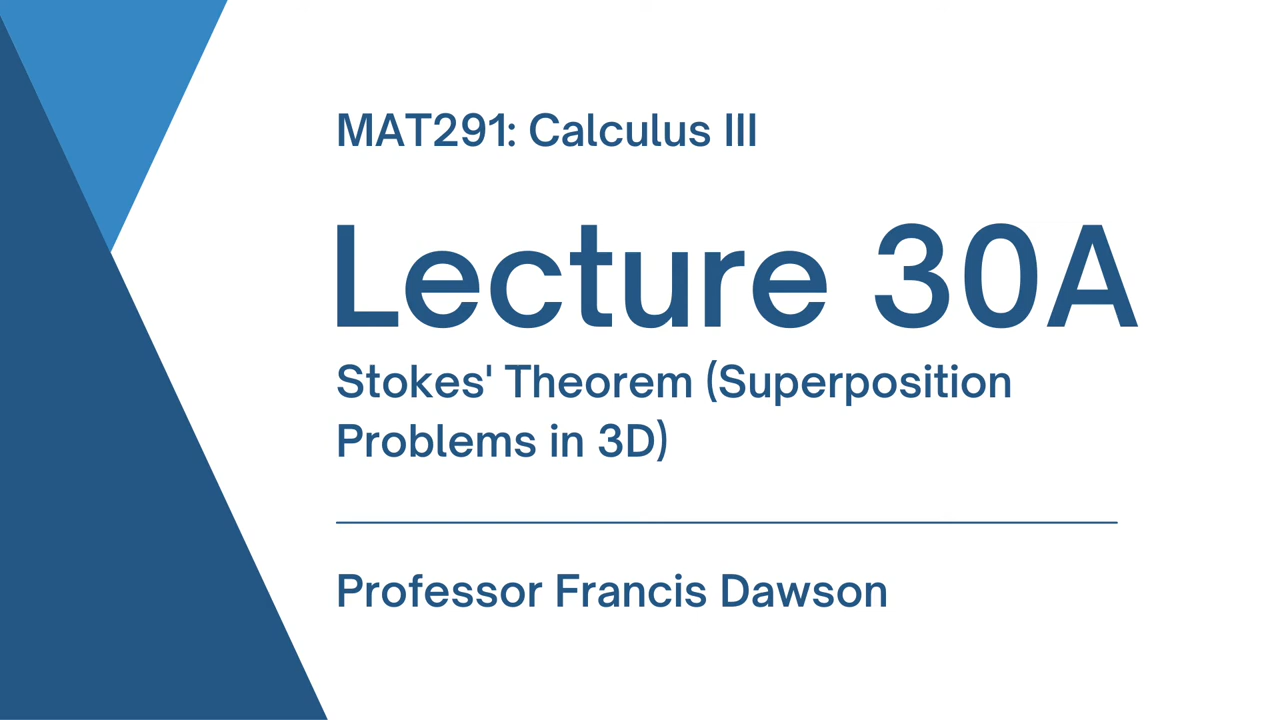 MAT291: Calculus III
Lecture 30A
Stokes' Theorem (Superposition
Problems in 3D)
Professor Francis Dawson